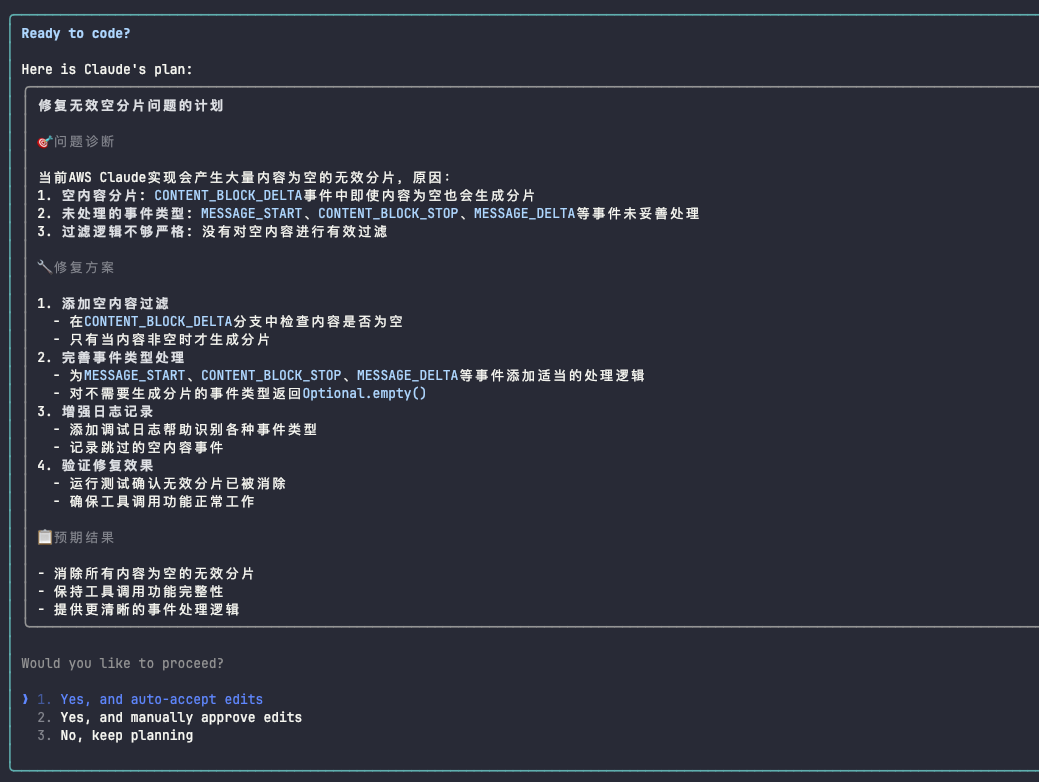 Ready to code?
Here is Claude's plan:
修复无效空分片问题的计划
🎯问题诊断
当前AWS Claude实现会产生大量内容为空的无效分片，原因：
1. 空内容分片：CONTENT_BLOCK_DELTA事件中即使内容为空也会生成分片
2. 未处理的事件类型：MESSAGE_START、CONTENT_BLOCK_STOP、MESSAGE_DELTA等事件未妥善处理
3. 过滤逻辑不够严格：没有对空内容进行有效过滤
🔧修复方案
1. 添加空内容过滤
- 在CONTENT_BLOCK_DELTA分支中检查内容是否为空
- 只有当内容非空时才生成分片
2. 完善事件类型处理
- 为MESSAGE_START、CONTENT_BLOCK_STOP、MESSAGE_DELTA等事件添加适当的处理逻辑
- 对不需要生成分片的事件类型返回Optional.empty()
3. 增强日志记录
- 添加调试日志帮助识别各种事件类型
- 记录跳过的空内容事件
4. 验证修复效果
- 运行测试确认无效分片已被消除
- 确保工具调用功能正常工作
📋预期结果
- 消除所有内容为空的无效分片
- 保持工具调用功能完整性
- 提供更清晰的事件处理逻辑
Would you like to proceed?
❯ 1. Yes, and auto-accept edits
2. Yes, and manually approve edits
3. No, keep planning